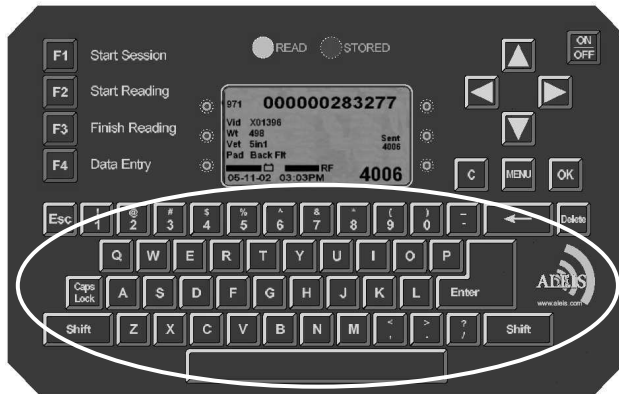 READ STORED
ON
OFF
F1 Start Session
F2 Start Reading
F3 Finish Reading
F4 Data Entry
971 000000283277
Vid X01396
Wt 498
Vet 5in1
Pad Back Flt
Sent
4006
RF
05-11-02 03:03PM 4006
C MENU OK
Esc ! 1 @ 2 # 3 $ 4 % 5 ^ 6 & 7 * 8 ( 9 ) 0 _ - ← Delete
Q W E R T Y U I O P
Caps Lock A S D F G H J K L Enter
ALEIS
www.aleis.com
Shift Z X C V B N M < , > . ? / Shift